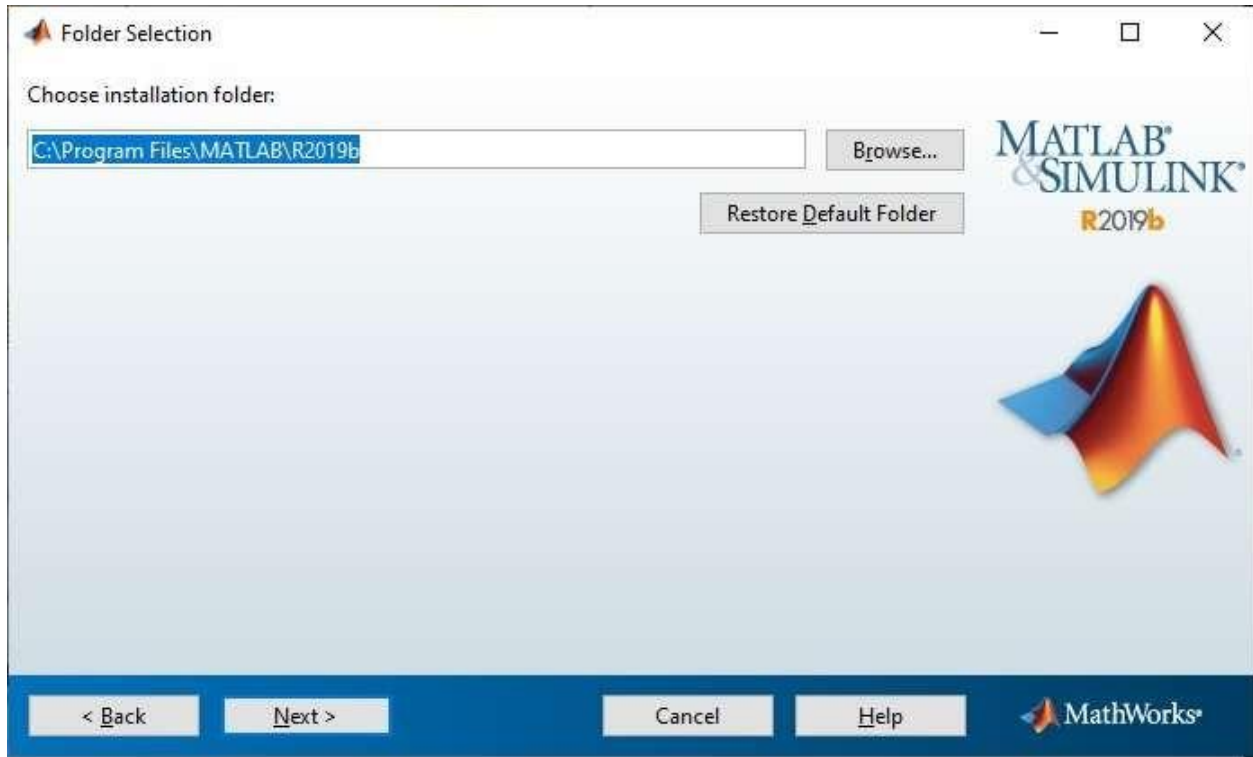 Folder Selection
Choose installation folder:
C:\Program Files\MATLAB\R2019b
Browse...
Restore Default Folder
MATLAB®
&SIMULINK®
R2019b
< Back
Next >
Cancel
Help
MathWorks®